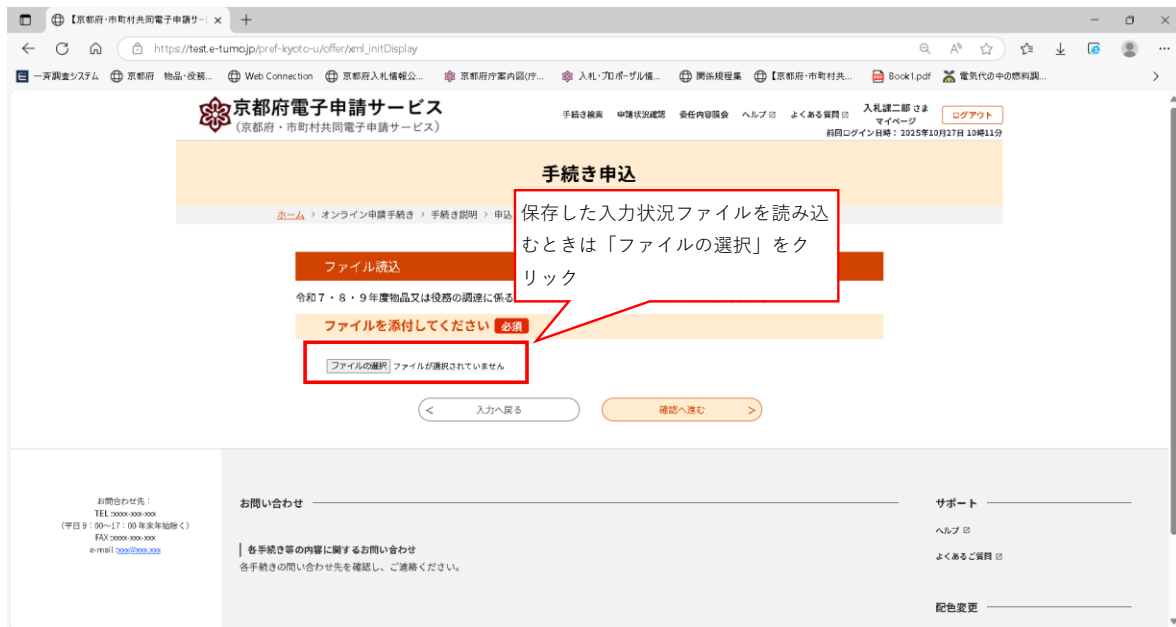 【京都府・市町村共同電子申請サー
https://test.e-tumo.jp/pref-kyoto-u/offer/xml_initDisplay
一斉調査システム 京都府 物品・役務... Web Connection 京都府入札情報公... 京都府庁案内図(庁... 入札・プロポーザル情... 関係規程集 【京都府・市町村共... Book1.pdf 電気代の中の燃料調...
京都府電子申請サービス
(京都府・市町村共同電子申請サービス)
手続き検索 申請状況確認 委任内容照会 ヘルプ よくある質問 入札課二郎 さま
マイページ
ログアウト
前回ログイン日時：2025年10月27日 10時11分
手続き申込
ホーム > オンライン申請手続き > 手続き説明 > 申込
保存した入力状況ファイルを読み込
むときは「ファイルの選択」をク
リック
ファイル読込
令和７・８・９年度物品又は役務の調達に係る
ファイルを添付してください 必須
ファイルの選択 ファイルが選択されていません
< 入力へ戻る
確認へ進む >
お問合わせ先：
TEL :xxxx-xxx-xxx
（平日 9：00～17：00 年末年始除く）
FAX :xxxx-xxx-xxx
e-mail :xxx@xxx.xxx
お問い合わせ
各手続き等の内容に関するお問い合わせ
各手続きの問い合わせ先を確認し、ご連絡ください。
サポート
ヘルプ
よくあるご質問
配色変更